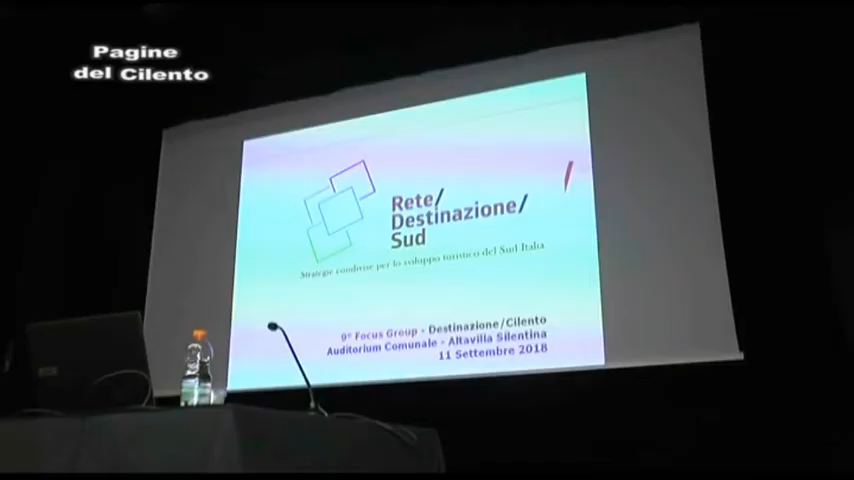 Pagine
del Cilento
Rete/
Destinazione/
Sud
Strategie condivise per lo sviluppo turistico del Sud Italia
9° Focus Group - Destinazione/Cilento
Auditorium Comunale - Altavilla Silentina
11 Settembre 2018